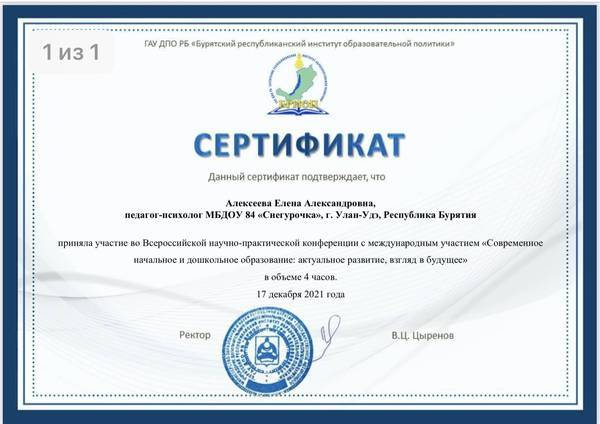 1 из 1
ГАУ ДПО РБ «Бурятский республиканский институт образовательной политики»
БРИОП
СЕРТИФИКАТ
Данный сертификат подтверждает, что
Алексеева Елена Александровна,
педагог-психолог МБДОУ 84 «Снегурочка», г. Улан-Удэ, Республика Бурятия
приняла участие во Всероссийской научно-практической конференции с международным участием «Современное
начальное и дошкольное образование: актуальное развитие, взгляд в будущее»
в объеме 4 часов.
17 декабря 2021 года
Ректор
В.Ц. Цыренов